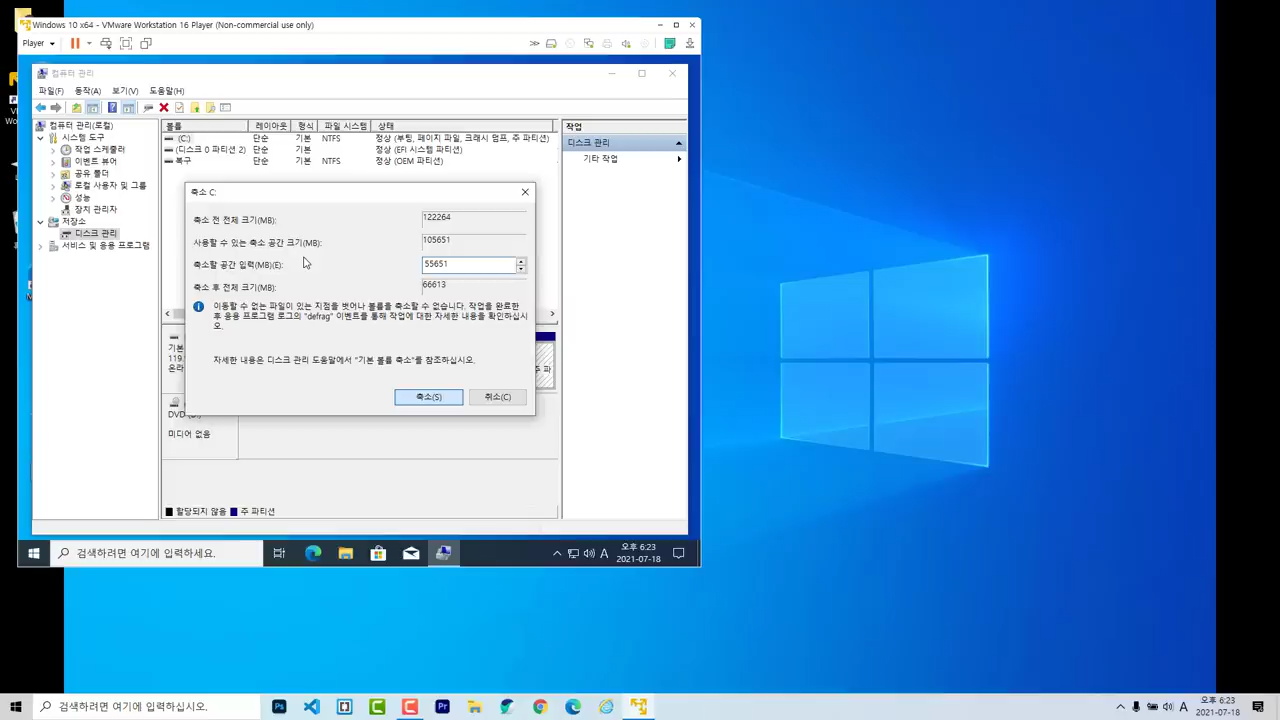 Windows 10 x64 - VMware Workstation 16 Player (Non-commercial use only)
Player
컴퓨터 관리
파일(F) 동작(A) 보기(V) 도움말(H)
컴퓨터 관리(로컬)
시스템 도구
작업 스케줄러
이벤트 뷰어
공유 폴더
로컬 사용자 및 그룹
성능
장치 관리자
저장소
디스크 관리
서비스 및 응용 프로그램
볼륨 레이아웃 형식 파일 시스템 상태
(C:) 단순 기본 NTFS 정상 (부팅, 페이지 파일, 크래시 덤프, 주 파티션)
(디스크 0 파티션 2) 단순 기본 정상 (EFI 시스템 파티션)
복구 단순 기본 NTFS 정상 (OEM 파티션)
작업
디스크 관리
기타 작업
축소 C:
축소 전 전체 크기(MB): 122264
사용할 수 있는 축소 공간 크기(MB): 105651
축소할 공간 입력(MB)(E): 55651
축소 후 전체 크기(MB): 66613
이동할 수 없는 파일이 있는 지점을 벗어나 볼륨을 축소할 수 없습니다. 작업을 완료한
후 응용 프로그램 로그의 "defrag" 이벤트를 통해 작업에 대한 자세한 내용을 확인하십시
오.
자세한 내용은 디스크 관리 도움말에서 "기본 볼륨 축소"를 참조하십시오.
축소(S) 취소(C)
기본
119
온라
주 파
DVD
미디어 없음
할당되지 않음 주 파티션
검색하려면 여기에 입력하십시오.
A
오후 6:23
2021-07-18
검색하려면 여기에 입력하십시오.
Ps
Pr
A
오후 6:23
2021-07-18